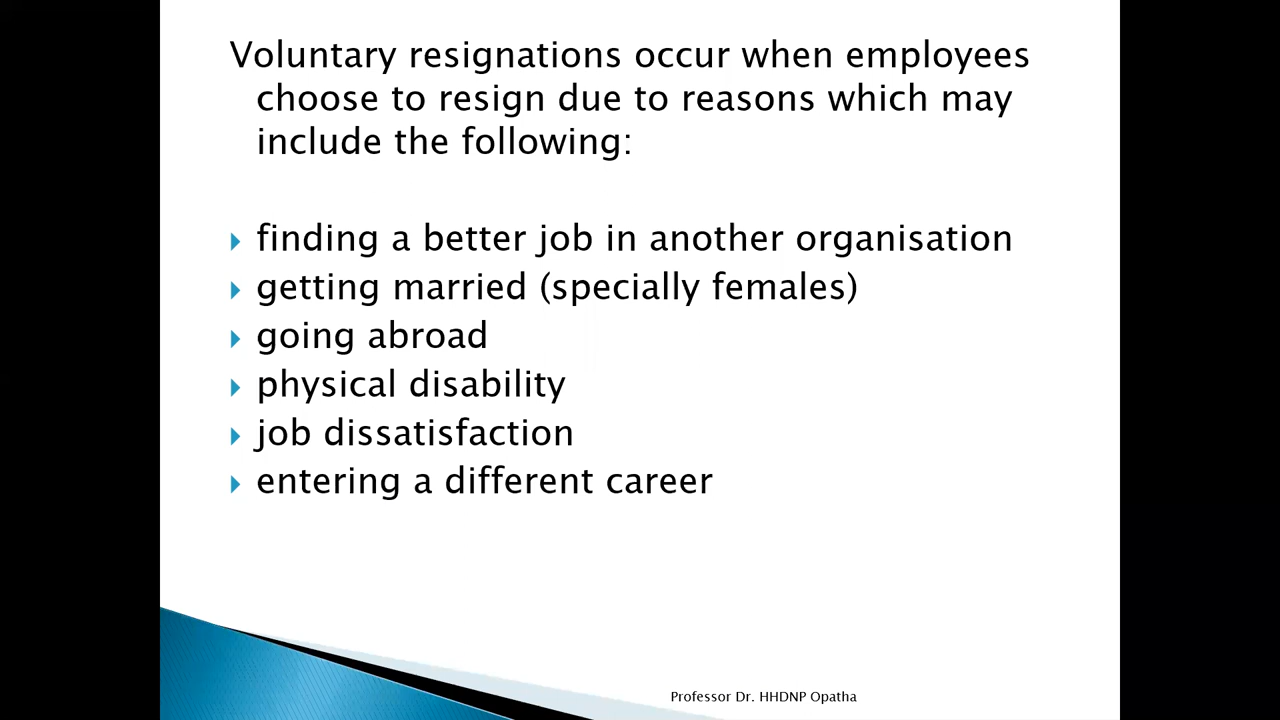 Voluntary resignations occur when employees
choose to resign due to reasons which may
include the following:
finding a better job in another organisation
getting married (specially females)
going abroad
physical disability
job dissatisfaction
entering a different career
Professor Dr. HHDNP Opatha